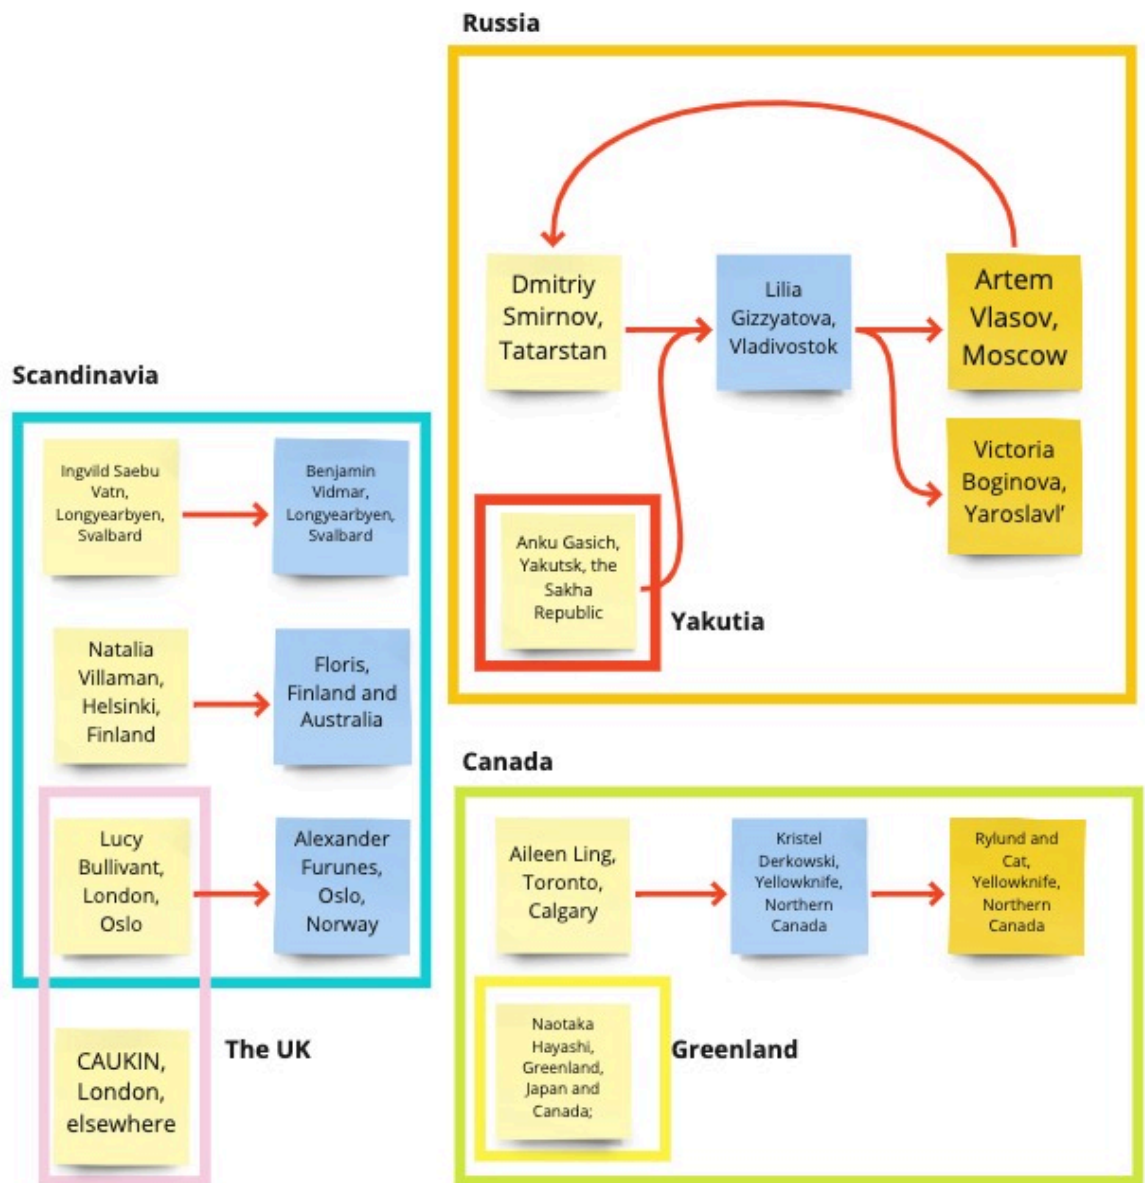 Russia
Dmitriy
Smirnov,
Tatarstan
Lilia
Gizzyatova,
Vladivostok
Artem
Vlasov,
Moscow
Victoria
Boginova,
Yaroslavl’
Anku Gasich,
Yakutsk, the
Sakha
Republic
Yakutia
Scandinavia
Ingvild Saebu
Vatn,
Longyearbyen,
Svalbard
Benjamin
Vidmar,
Longyearbyen,
Svalbard
Natalia
Villaman,
Helsinki,
Finland
Floris,
Finland and
Australia
Lucy
Bullivant,
London,
Oslo
Alexander
Furunes,
Oslo,
Norway
CAUKIN,
London,
elsewhere
The UK
Canada
Aileen Ling,
Toronto,
Calgary
Kristel
Derkowski,
Yellowknife,
Northern
Canada
Rylund and
Cat,
Yellowknife,
Northern
Canada
Naotaka
Hayashi,
Greenland,
Japan and
Canada;
Greenland